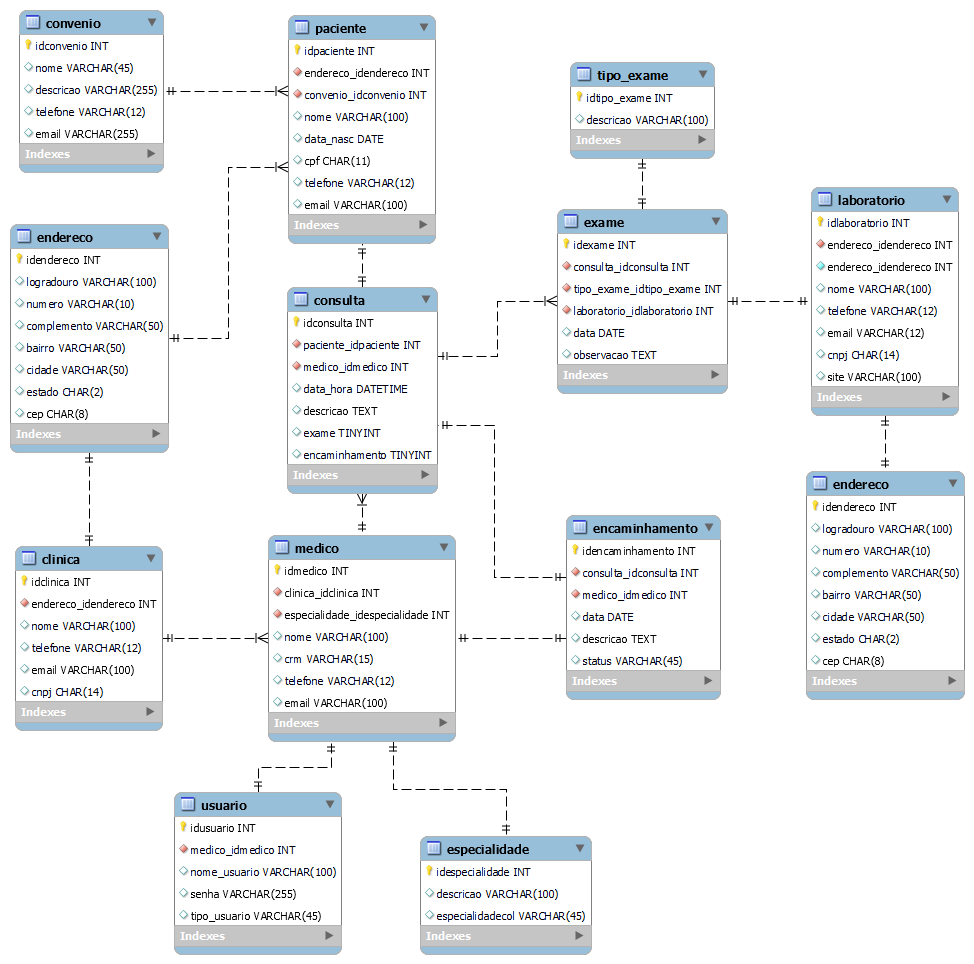 convenio
idconvenio INT
nome VARCHAR(45)
descricao VARCHAR(255)
telefone VARCHAR(12)
email VARCHAR(255)
Indexes
paciente
idpaciente INT
endereco_idendereco INT
convenio_idconvenio INT
nome VARCHAR(100)
data_nasc DATE
cpf CHAR(11)
telefone VARCHAR(12)
email VARCHAR(100)
Indexes
tipo_exame
idtipo_exame INT
descricao VARCHAR(100)
Indexes
laboratorio
idlaboratorio INT
endereco_idendereco INT
endereco_idendereco INT
nome VARCHAR(100)
telefone VARCHAR(12)
email VARCHAR(12)
cnpj CHAR(14)
site VARCHAR(100)
Indexes
exame
idexame INT
consulta_idconsulta INT
tipo_exame_idtipo_exame INT
laboratorio_idlaboratorio INT
data DATE
observacao TEXT
Indexes
endereco
idendereco INT
logradouro VARCHAR(100)
numero VARCHAR(10)
complemento VARCHAR(50)
bairro VARCHAR(50)
cidade VARCHAR(50)
estado CHAR(2)
cep CHAR(8)
Indexes
consulta
idconsulta INT
paciente_idpaciente INT
medico_idmedico INT
data_hora DATETIME
descricao TEXT
exame TINYINT
encaminhamento TINYINT
Indexes
endereco
idendereco INT
logradouro VARCHAR(100)
numero VARCHAR(10)
complemento VARCHAR(50)
bairro VARCHAR(50)
cidade VARCHAR(50)
estado CHAR(2)
cep CHAR(8)
Indexes
encaminhamento
idencaminhamento INT
consulta_idconsulta INT
medico_idmedico INT
data DATE
descricao TEXT
status VARCHAR(45)
Indexes
clinica
idclinica INT
endereco_idendereco INT
nome VARCHAR(100)
telefone VARCHAR(12)
email VARCHAR(100)
cnpj CHAR(14)
Indexes
medico
idmedico INT
clinica_idclinica INT
especialidade_idespecialidade INT
nome VARCHAR(100)
crm VARCHAR(15)
telefone VARCHAR(12)
email VARCHAR(100)
Indexes
usuario
idusuario INT
medico_idmedico INT
nome_usuario VARCHAR(100)
senha VARCHAR(255)
tipo_usuario VARCHAR(45)
Indexes
especialidade
idespecialidade INT
descricao VARCHAR(100)
especialidadecol VARCHAR(45)
Indexes